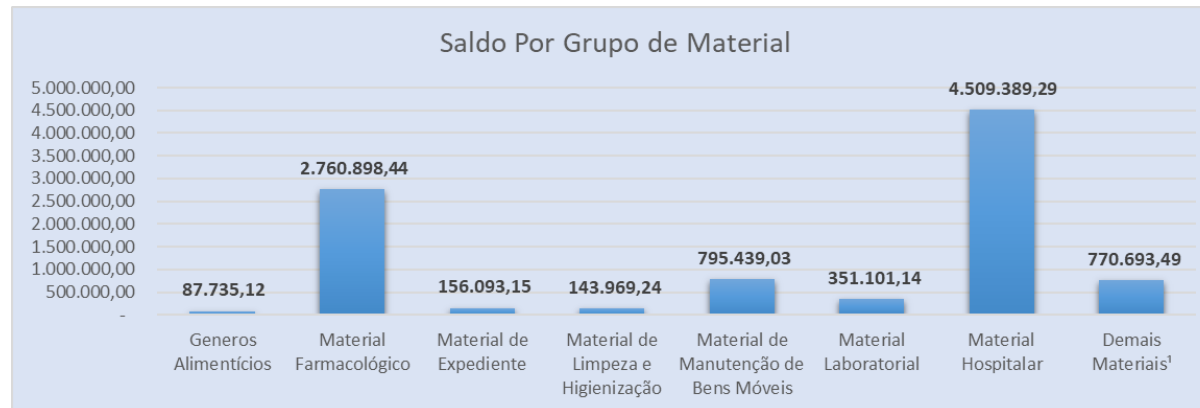 Saldo Por Grupo de Material
5.000.000,00
4.500.000,00
4.000.000,00
3.500.000,00
3.000.000,00
2.500.000,00
2.000.000,00
1.500.000,00
1.000.000,00
500.000,00
-
87.735,12
2.760.898,44
156.093,15
143.969,24
795.439,03
351.101,14
4.509.389,29
770.693,49
Generos
Alimentícios
Material
Farmacológico
Material de
Expediente
Material de
Limpeza e
Higienização
Material de
Manutenção de
Bens Móveis
Material
Laboratorial
Material
Hospitalar
Demais
Materiais¹